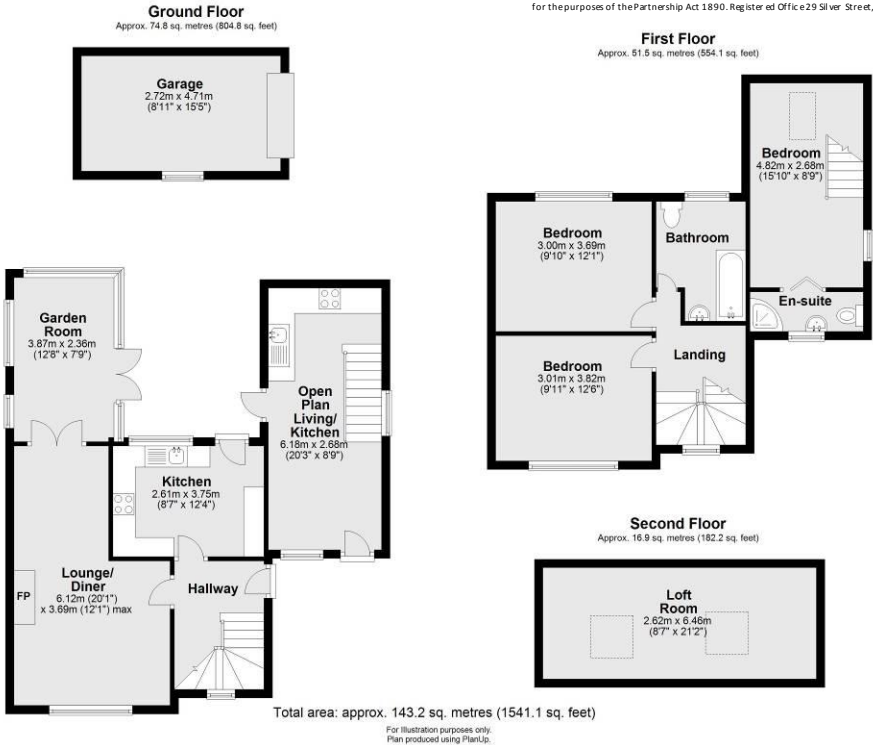 for the purposes of the Partnership Act 1890. Registered Office 29 Silver Street,
Ground Floor
Approx. 74.8 sq. metres (804.8 sq. feet)
Garage
2.72m x 4.71m
(8'11" x 15'5")
Garden
Room
3.87m x 2.36m
(12'8" x 7'9")
Open
Plan
Living/
Kitchen
6.18m x 2.68m
(20'3" x 8'9")
Kitchen
2.61m x 3.75m
(8'7" x 12'4")
Lounge/
Diner
6.12m (20'1")
x 3.69m (12'1") max
FP
Hallway
First Floor
Approx. 51.5 sq. metres (554.1 sq. feet)
Bedroom
4.82m x 2.68m
(15'10" x 8'9")
Bedroom
3.00m x 3.69m
(9'10" x 12'1")
Bathroom
En-suite
Bedroom
3.01m x 3.82m
(9'11" x 12'6")
Landing
Second Floor
Approx. 16.9 sq. metres (182.2 sq. feet)
Loft
Room
2.62m x 6.46m
(8'7" x 21'2")
Total area: approx. 143.2 sq. metres (1541.1 sq. feet)
For Illustration purposes only.
Plan produced using PlanUp.